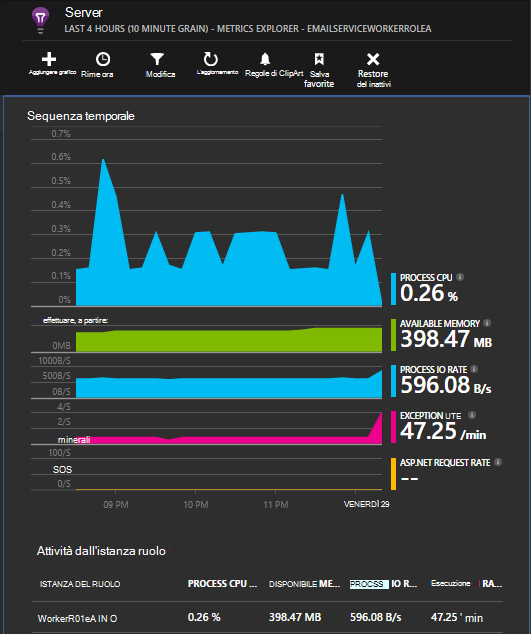 Server
LAST 4 HOURS (10 MINUTE GRAIN) - METRICS EXPLORER - EMAILSERVICEWORKERROLEA
Aggiungere grafico
Rime ora
Modifica
L'aggiornamento
Regole di ClipArt
Salva
favorite
Restore
del inattivi
Sequenza temporale
0.7%
0.6%
0.5%
0.4%
0.3%
0.2%
0.1%
0%
PROCESS CPU
0.26 %
effettuare, a partire:
0MB
AVAILABLE MEMORY
398.47 MB
1000B/S
500B/S
0B/S
PROCESS IO RATE
596.08 B/s
4/S
2/S
minerali
EXCEPTION UTE
47.25 /min
100/S
SOS
0/S
ASP.NET REQUEST RATE
--
09 PM
10 PM
11 PM
VENERDÌ 29
Attività dall'istanza ruolo
ISTANZA DEL RUOLO PROCESS CPU ... DISPONIBILE ME... PROCSS IO R... Esecuzione RA...
WorkerR01eA IN O 0.26 % 398.47 MB 596.08 B/s 47.25 ' min